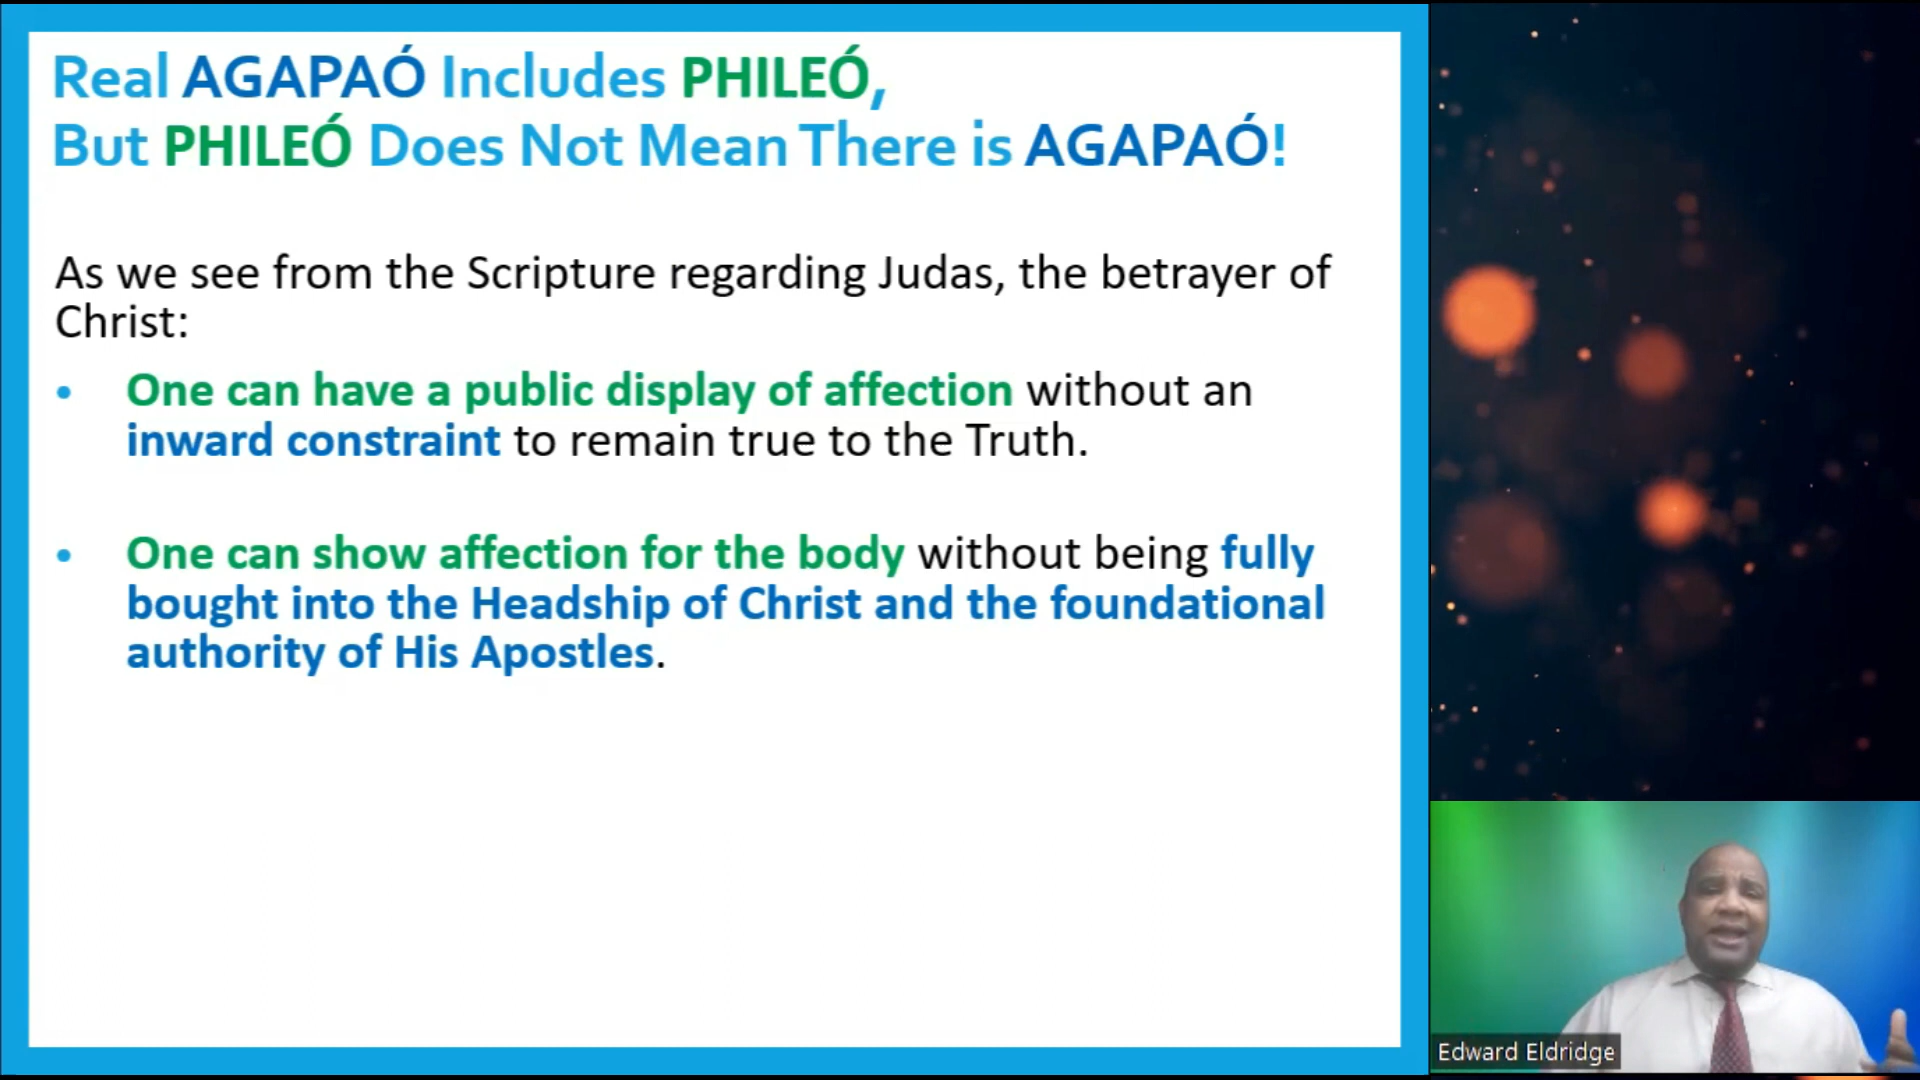 Real AGAPAÓ Includes PHILEÓ,
But PHILEÓ Does Not Mean There is AGAPAÓ!
As we see from the Scripture regarding Judas, the betrayer of
Christ:
• One can have a public display of affection without an
inward constraint to remain true to the Truth.
• One can show affection for the body without being fully
bought into the Headship of Christ and the foundational
authority of His Apostles.
Edward Eldridge